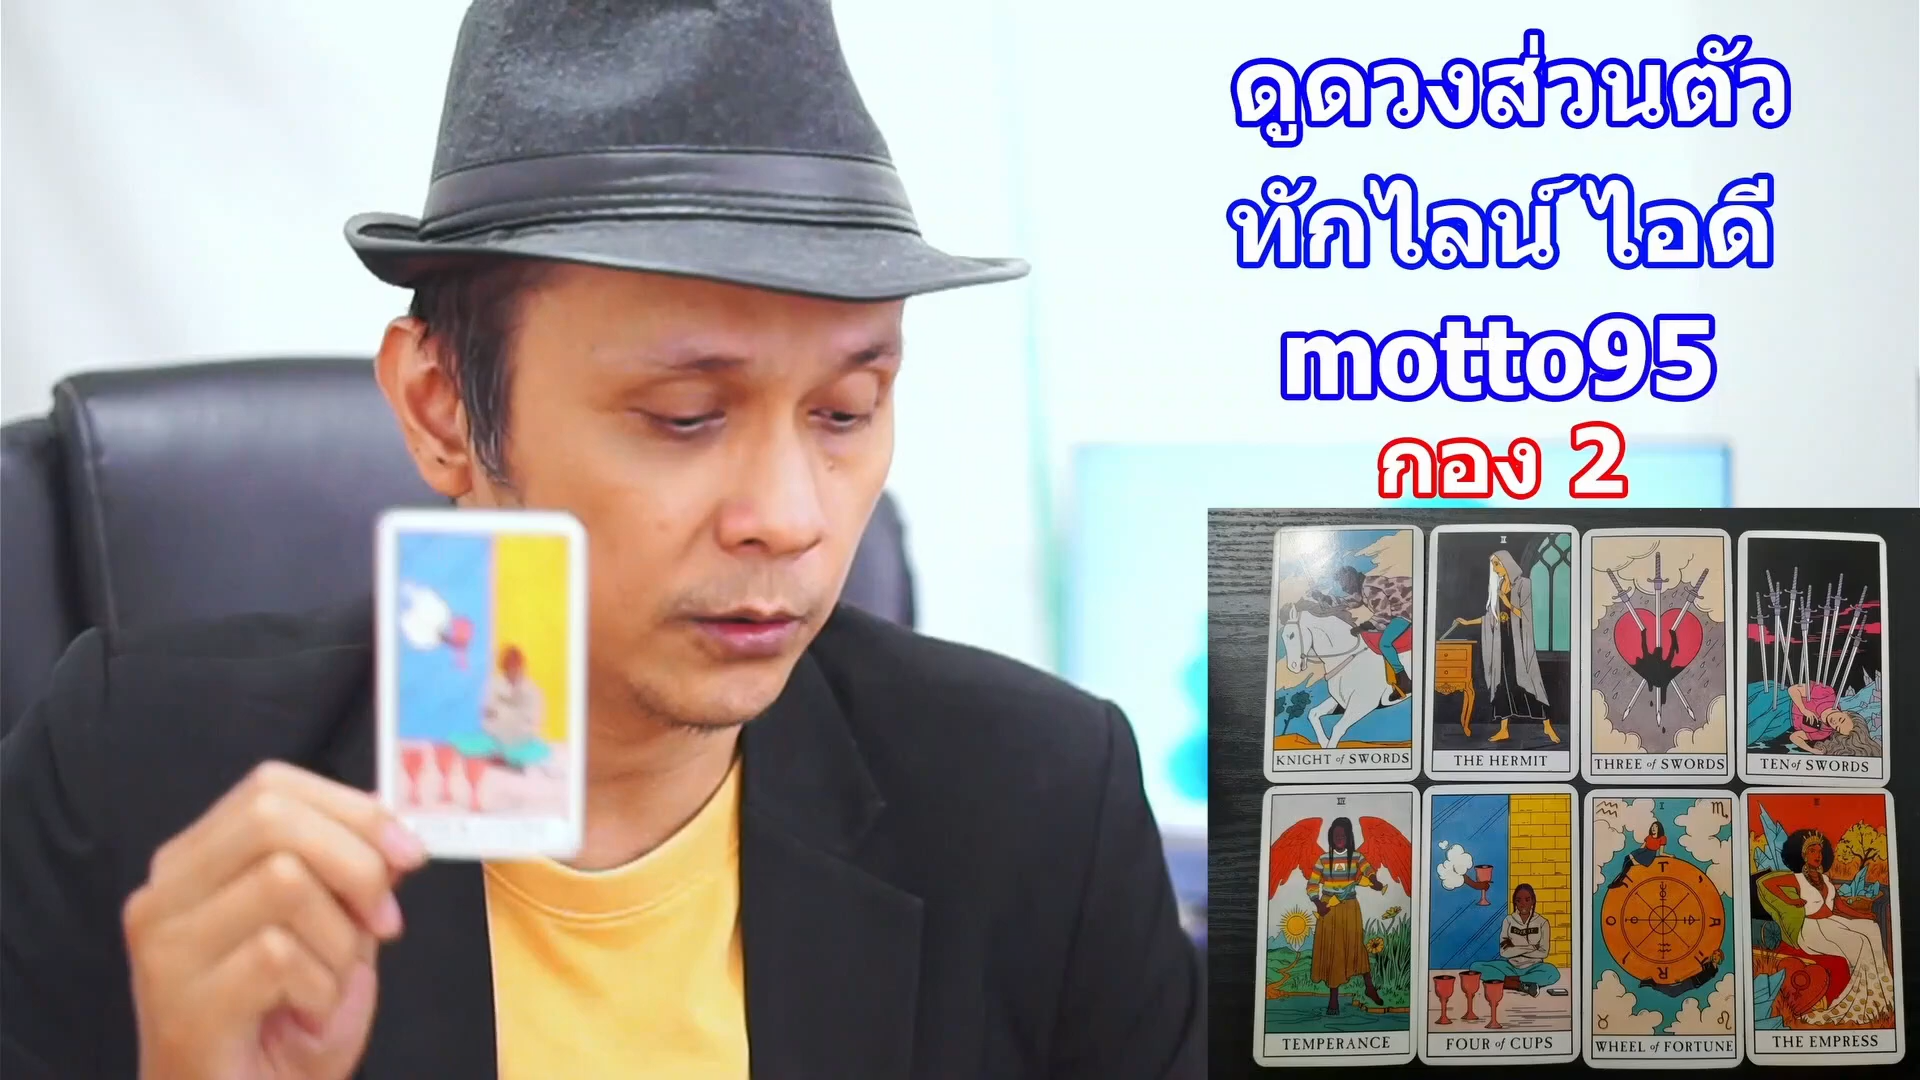 ดูดวงส่วนตัว
ทักไลน์ ไอดี
motto95
กอง 2
II
KNIGHT of SWORDS
THE HERMIT
THREE of SWORDS
TEN of SWORDS
XIV
I
TEMPERANCE
FOUR of CUPS
WHEEL of FORTUNE
THE EMPRESS